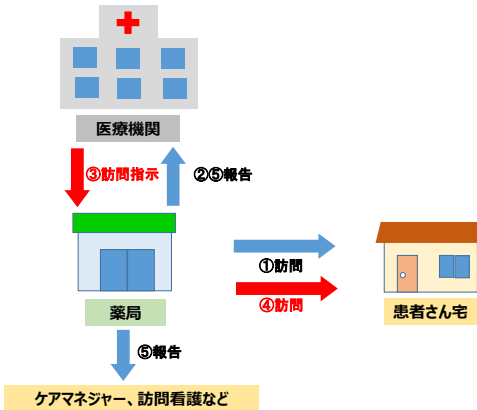 医療機関
③訪問指示
②⑤報告
①訪問
④訪問
薬局
患者さん宅
⑤報告
ケアマネジャー、訪問看護など